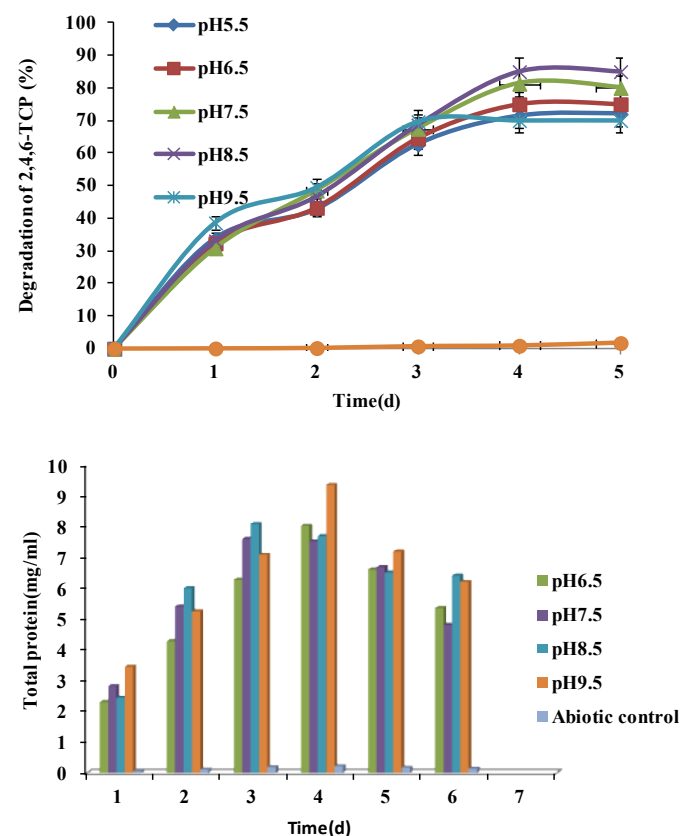 100
90
80
70
60
50
40
30
20
10
0
Degradation of 2,4,6-TCP (%)
pH5.5
pH6.5
pH7.5
pH8.5
pH9.5
0 1 2 3 4 5
Time(d)
10
9
8
7
6
5
4
3
2
1
0
Total protein(mg/ml)
pH6.5
pH7.5
pH8.5
pH9.5
Abiotic control
1 2 3 4 5 6 7
Time(d)